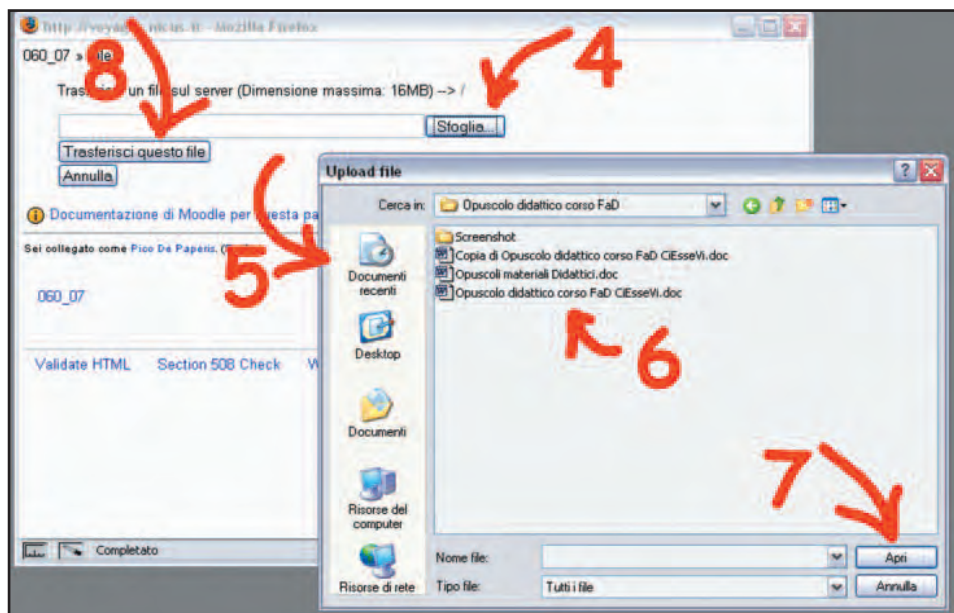 http://voyager.unicus.it - Mozilla Firefox
060_07 » File
8
4
Trasferisci un file sul server (Dimensione massima: 16MB) --> /
Sfoglia...
Trasferisci questo file
Annulla
Documentazione di Moodle per questa pa
Sei collegato come Pico De Paperis. (
060_07
Validate HTML Section 508 Check W
Completato
5
Upload file
Cerca in: Opuscolo didattico corso FaD
Documenti recenti
Desktop
Documenti
Risorse del computer
Risorse di rete
Screenshot
Copia di Opuscolo didattico corso FaD CiEsseVi.doc
Opuscoli materiali Didattici.doc
Opuscolo didattico corso FaD CiEsseVi.doc
6
7
Nome file:
Apri
Tipo file: Tutti i file
Annulla